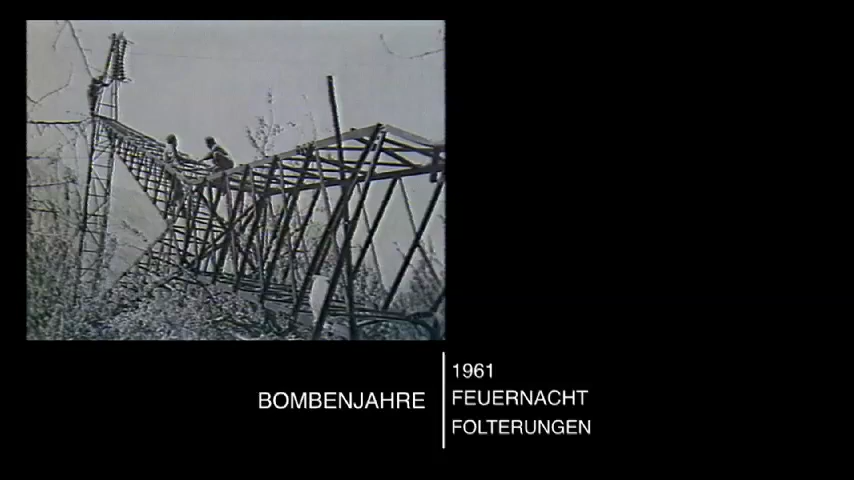 BOMBENJAHRE
1961
FEUERNACHT
FOLTERUNGEN